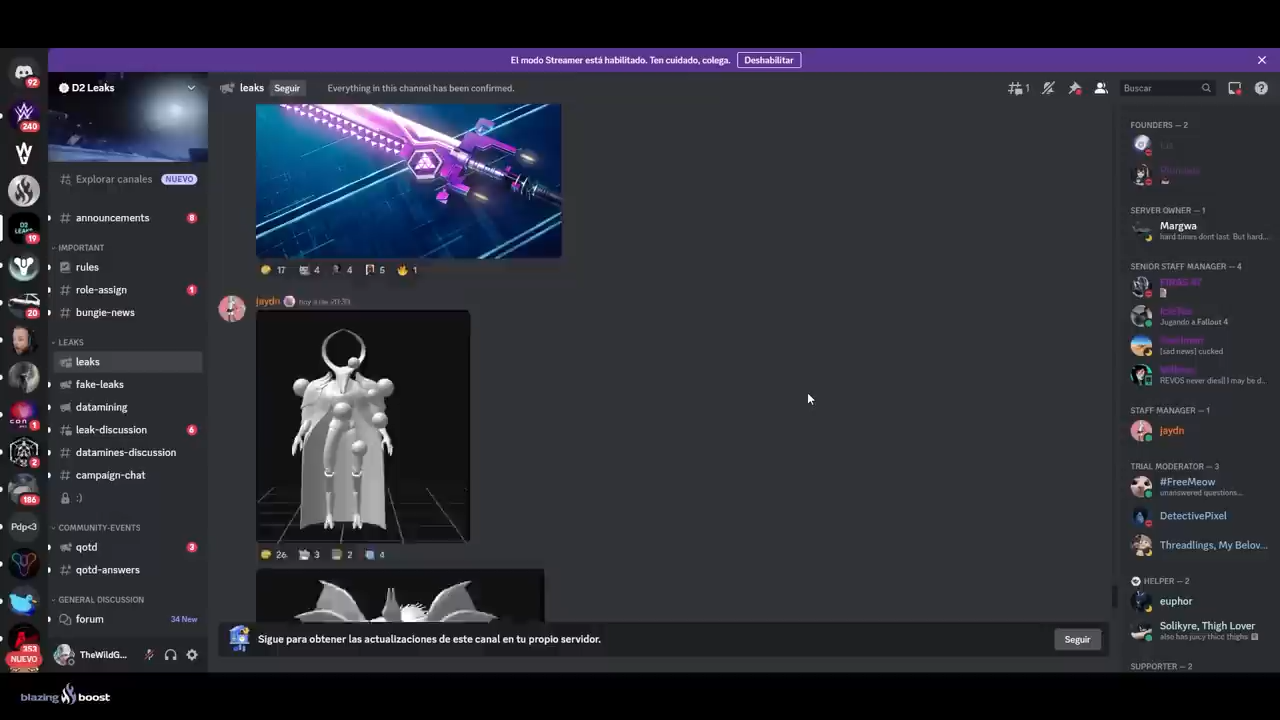 El modo Streamer está habilitado. Ten cuidado, colega.
Deshabilitar
D2 Leaks
leaks
Seguir
Everything in this channel has been confirmed.
1
Buscar
Explorar canales
NUEVO
announcements
8
IMPORTANT
rules
role-assign
1
bungie-news
LEAKS
leaks
fake-leaks
datamining
leak-discussion
6
datamines-discussion
campaign-chat
:)
COMMUNITY-EVENTS
qotd
3
qotd-answers
GENERAL DISCUSSION
forum
34 New
TheWildG...
92
240
D2
LEAKS
19
20
1
2
186
Pdp<3
353
NUEVO
17
4
4
5
1
jaydn
26
3
2
4
Sigue para obtener las actualizaciones de este canal en tu propio servidor.
Seguir
FOUNDERS — 2
SERVER OWNER — 1
Margwa
hard times dont last. But hard...
SENIOR STAFF MANAGER — 4
Jugando a Fallout 4
[sad news] cucked
REVOS never dies|| I may be d...
STAFF MANAGER — 1
jaydn
TRIAL MODERATOR — 3
#FreeMeow
unanswered questions...
DetectivePixel
Threadlings, My Belov...
HELPER — 2
euphor
Solikyre, Thigh Lover
also has juicy thicc thighs
SUPPORTER — 2
blazing boost